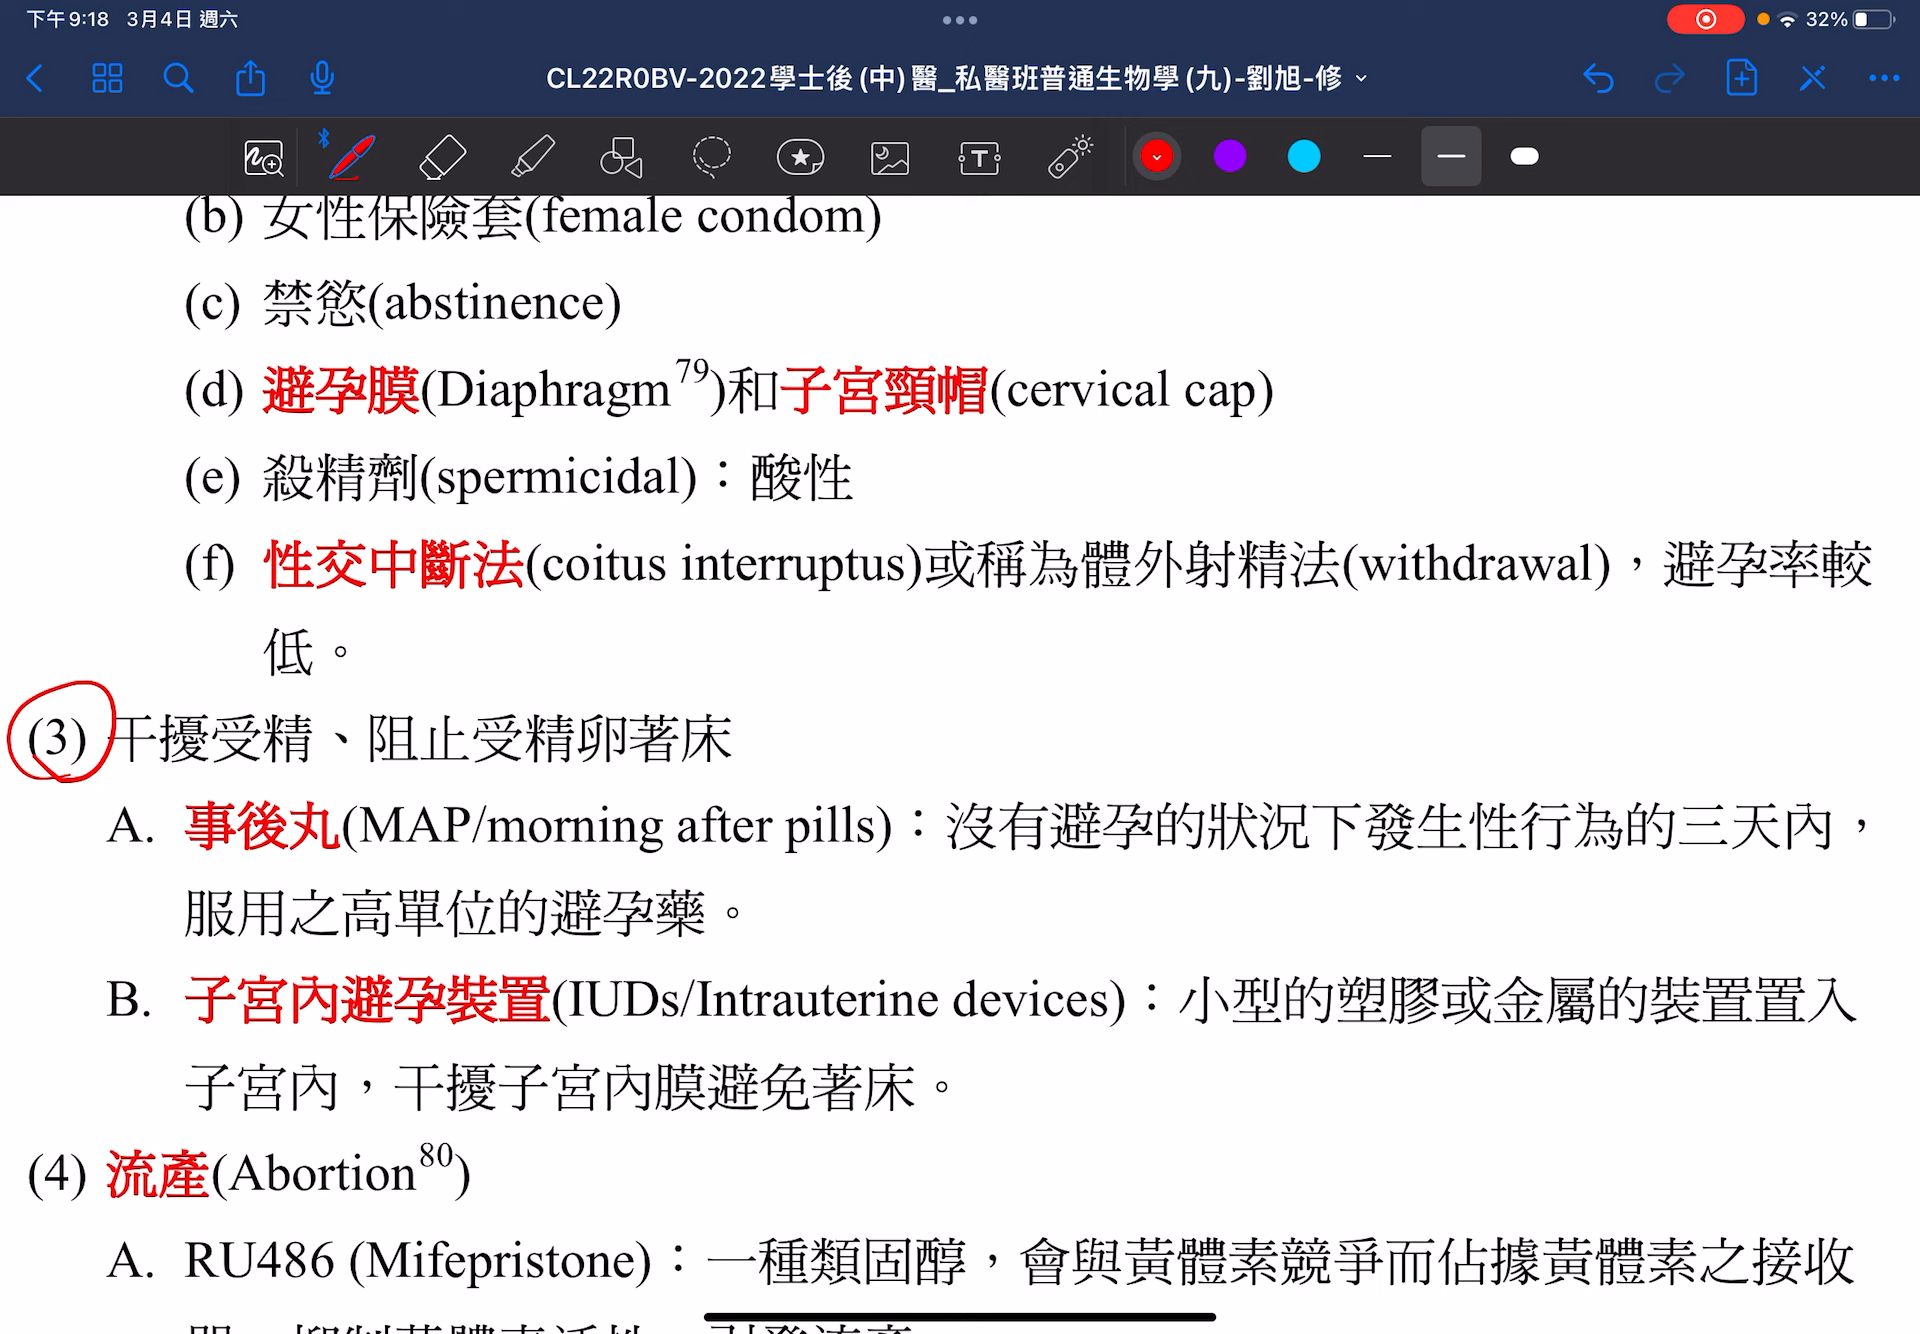 下午9:18 3月4日 週六
32%
CL22R0BV-2022學士後(中)醫_私醫班普通生物學(九)-劉旭-修
(b) 女性保險套(female condom)
(c) 禁慾(abstinence)
(d) 避孕膜(Diaphragm79)和子宮頸帽(cervical cap)
(e) 殺精劑(spermicidal)：酸性
(f) 性交中斷法(coitus interruptus)或稱為體外射精法(withdrawal)，避孕率較
低。
(3) 干擾受精、阻止受精卵著床
A. 事後丸(MAP/morning after pills)：沒有避孕的狀況下發生性行為的三天內，
服用之高單位的避孕藥。
B. 子宮內避孕裝置(IUDs/Intrauterine devices)：小型的塑膠或金屬的裝置置入
子宮內，干擾子宮內膜避免著床。
(4) 流產(Abortion80)
A. RU486 (Mifepristone)：一種類固醇，會與黃體素競爭而佔據黃體素之接收